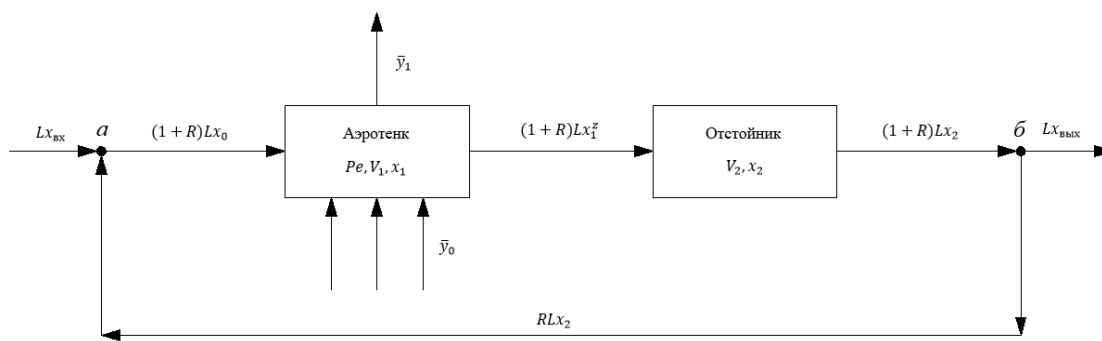 ȳ₁
Lxвх
а
(1 + R)Lx₀
Аэротенк
Pe, V₁, x₁
(1 + R)Lx₁ᶻ
Отстойник
V₂, x₂
(1 + R)Lx₂
б
Lxвых
ȳ₀
RLx₂